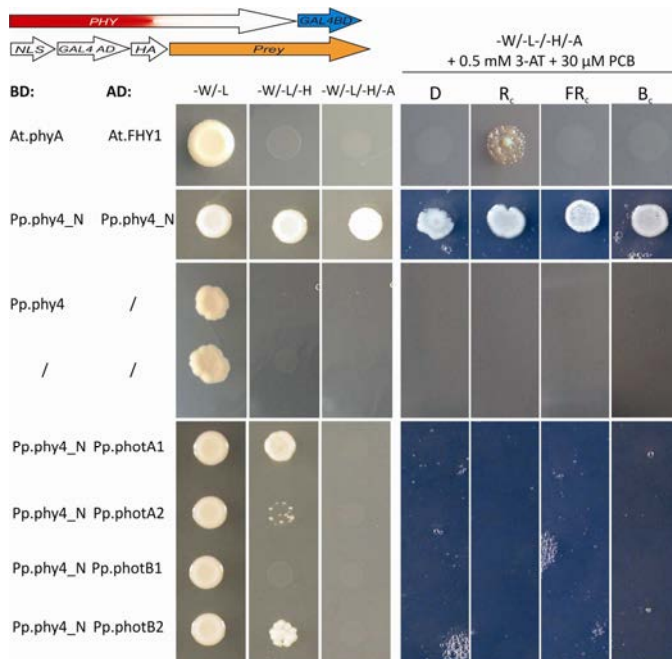 PHY GAL4BD
NLS GAL4 AD HA Prey
-W/-L-/-H/-A
+ 0.5 mM 3-AT + 30 μM PCB
BD: AD: -W/-L -W/-L/-H -W/-L/-H/-A D Rc FRc Bc
At.phyA At.FHY1
Pp.phy4_N Pp.phy4_N
Pp.phy4 /
/ /
Pp.phy4_N Pp.photA1
Pp.phy4_N Pp.photA2
Pp.phy4_N Pp.photB1
Pp.phy4_N Pp.photB2